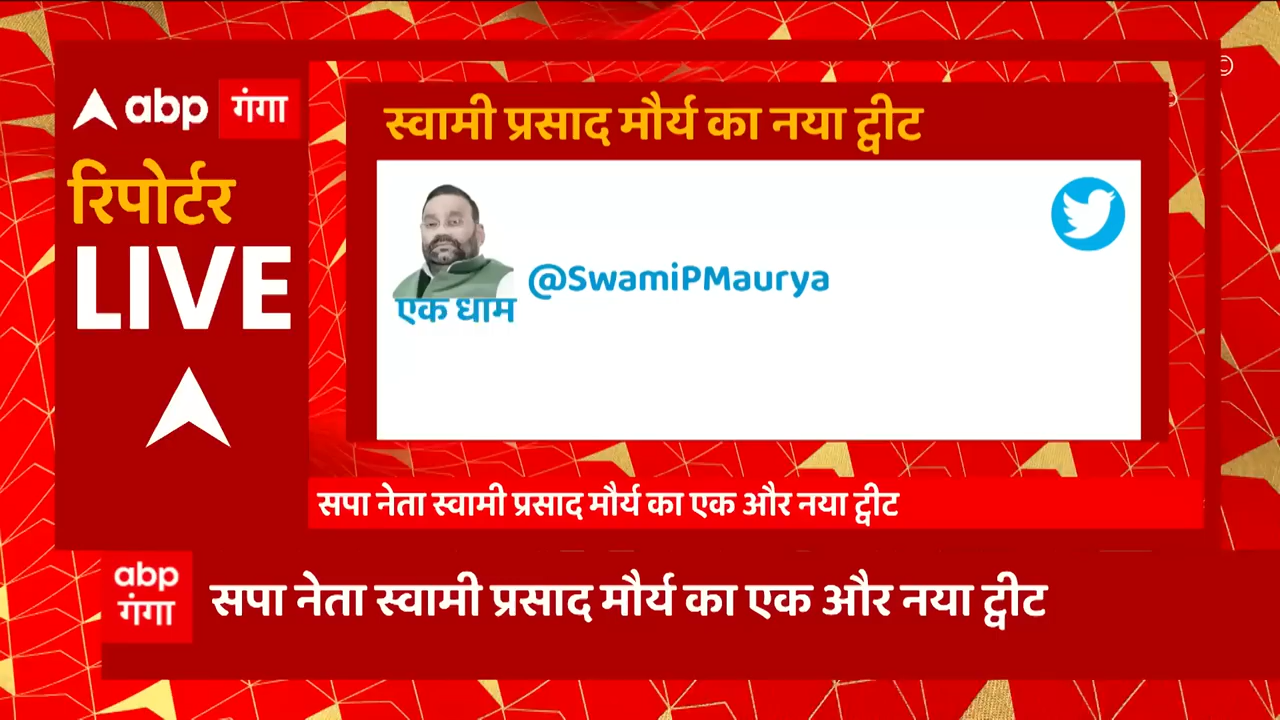 abp गंगा
रिपोर्टर
LIVE
स्वामी प्रसाद मौर्य का नया ट्वीट
@SwamiPMaurya
एक धाम
सपा नेता स्वामी प्रसाद मौर्य का एक और नया ट्वीट
abp
गंगा
सपा नेता स्वामी प्रसाद मौर्य का एक और नया ट्वीट